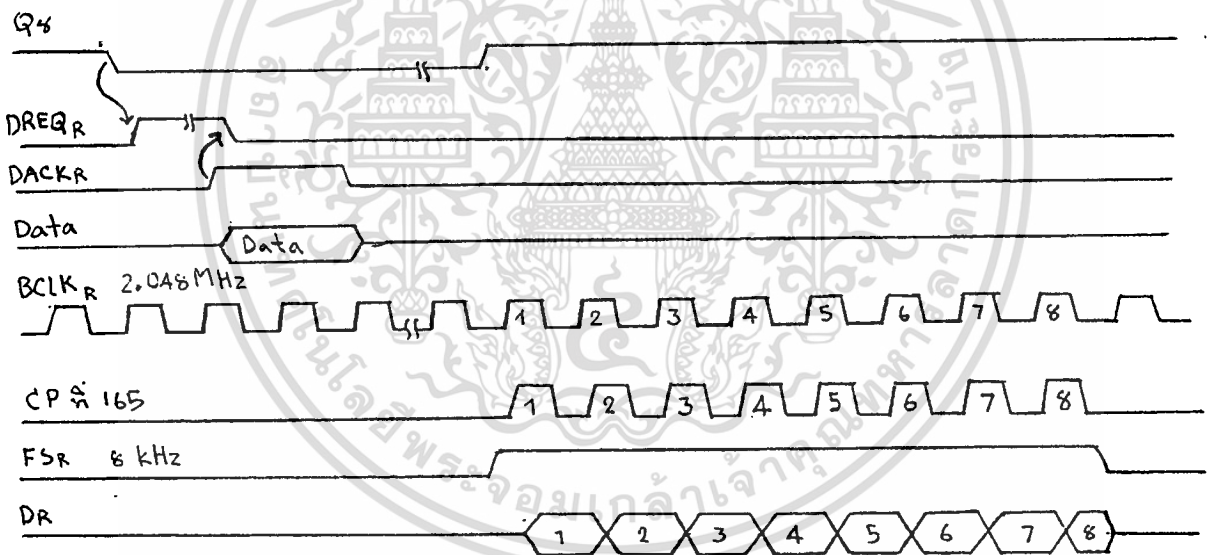 Q8
DREQR
DACKR
Data
Data
BCLKR 2.048MHz
1 2 3 4 5 6 7 8
CP ที่ 165
1 2 3 4 5 6 7 8
FSR 8 kHz
DR
1 2 3 4 5 6 7 8